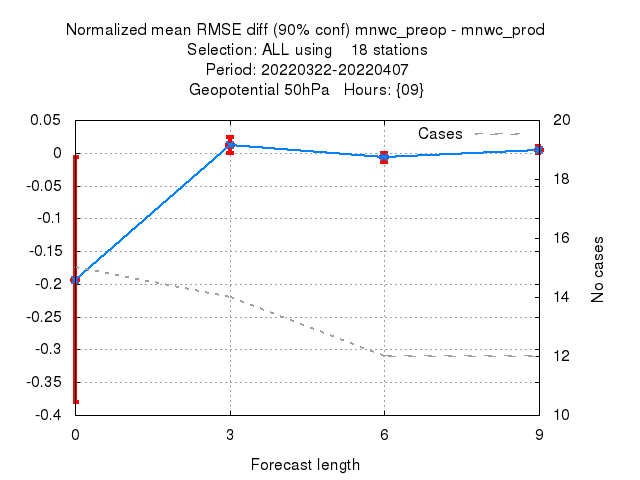 Normalized mean RMSE diff (90% conf) mnwc_preop - mnwc_prod
Selection: ALL using    18 stations
Period: 20220322-20220407
Geopotential 50hPa   Hours: {09}
Cases
0.05
0
-0.05
-0.1
-0.15
-0.2
-0.25
-0.3
-0.35
-0.4
20
18
16
14
12
10
No cases
0 3 6 9
Forecast length